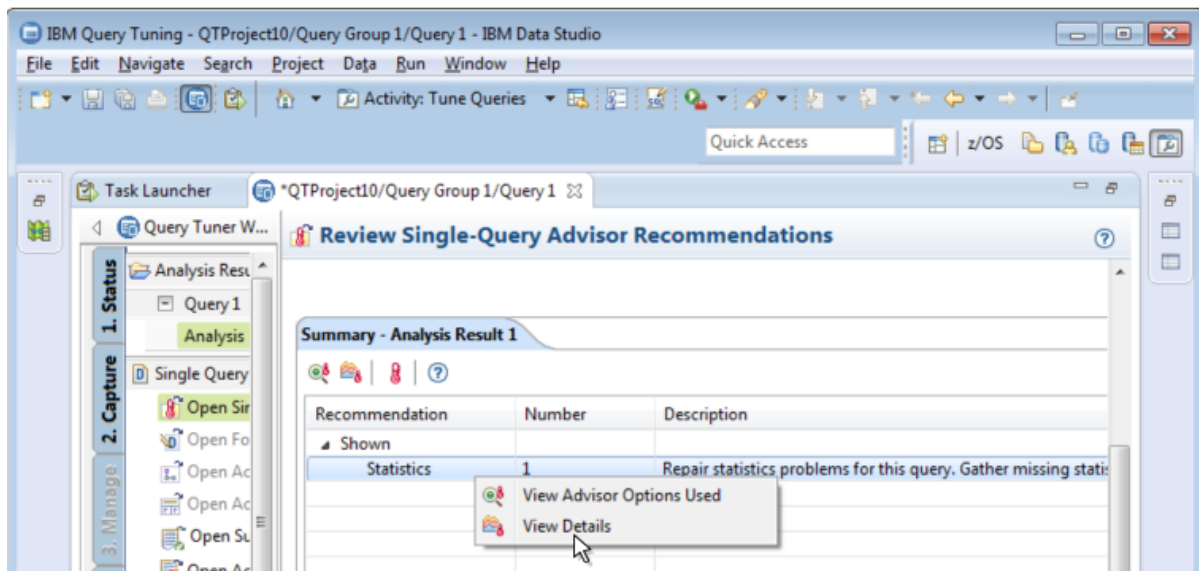 IBM Query Tuning - QTProject10/Query Group 1/Query 1 - IBM Data Studio
File Edit Navigate Search Project Data Run Window Help
Activity: Tune Queries
Quick Access
z/OS
Task Launcher
*QTProject10/Query Group 1/Query 1
Query Tuner W...
Review Single-Query Advisor Recommendations
1. Status
2. Capture
3. Manage
Analysis Resu
Query 1
Analysis
Single Query
Open Sin
Open Fo
Open Ac
Open Ac
Open Su
Open Ac
Summary - Analysis Result 1
Recommendation Number Description
Shown
Statistics 1 Repair statistics problems for this query. Gather missing statis
View Advisor Options Used
View Details